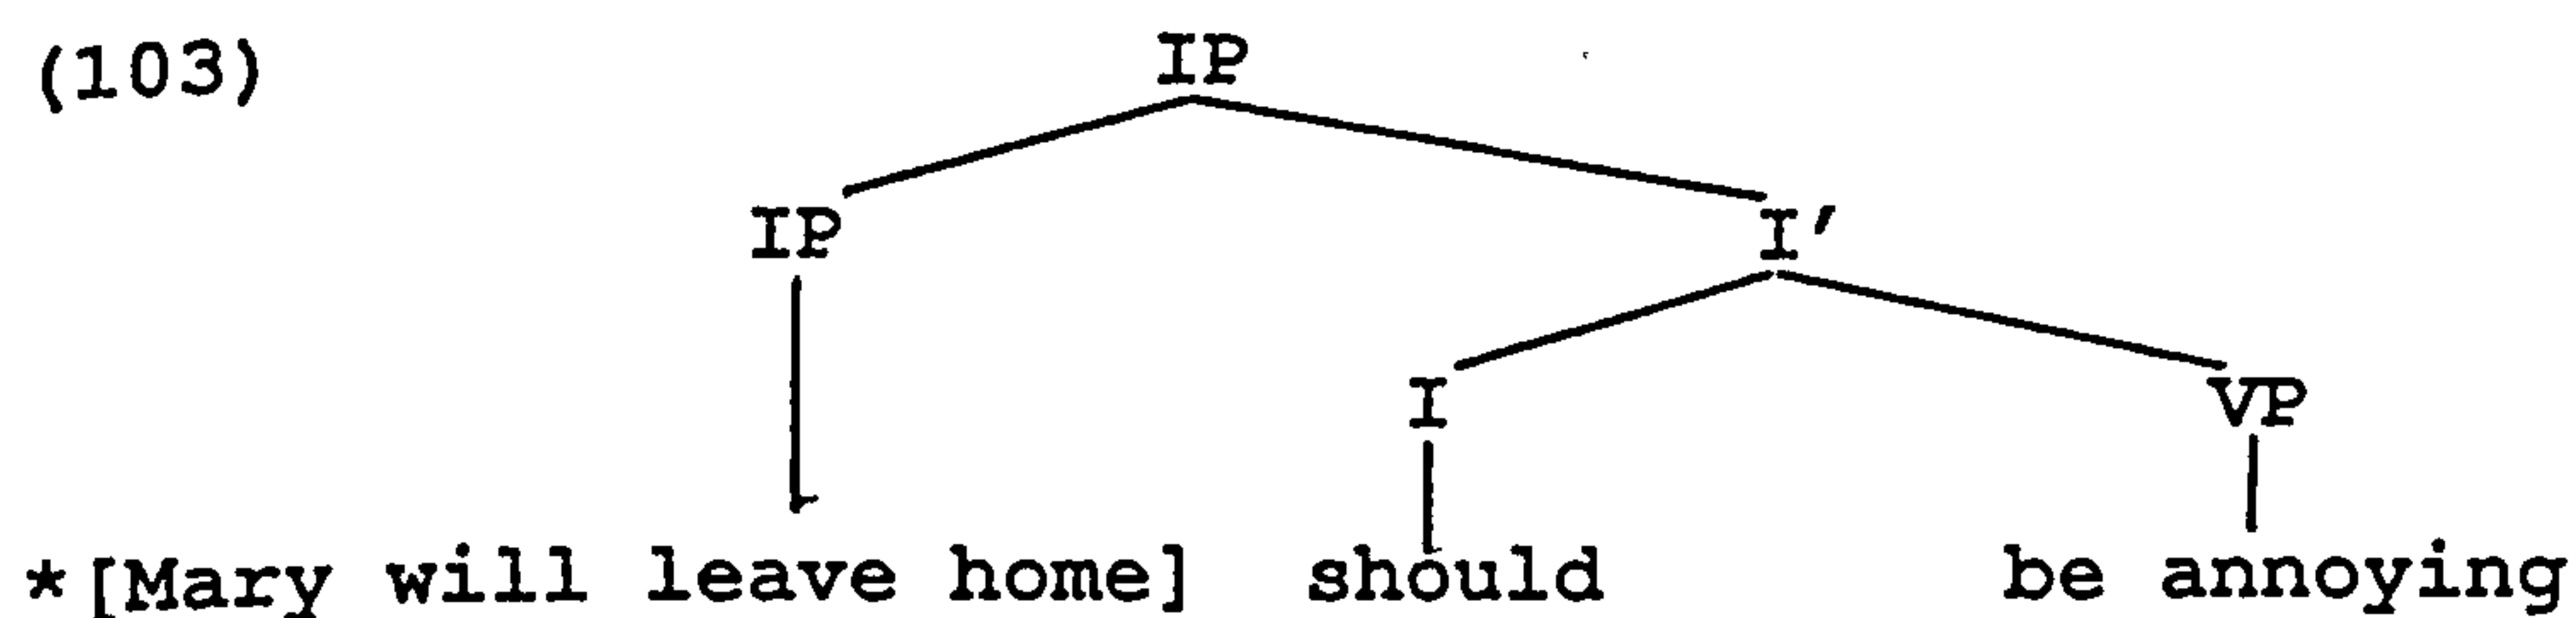 (103) IP
IP I'
I VP
*[Mary will leave home] should be annoying